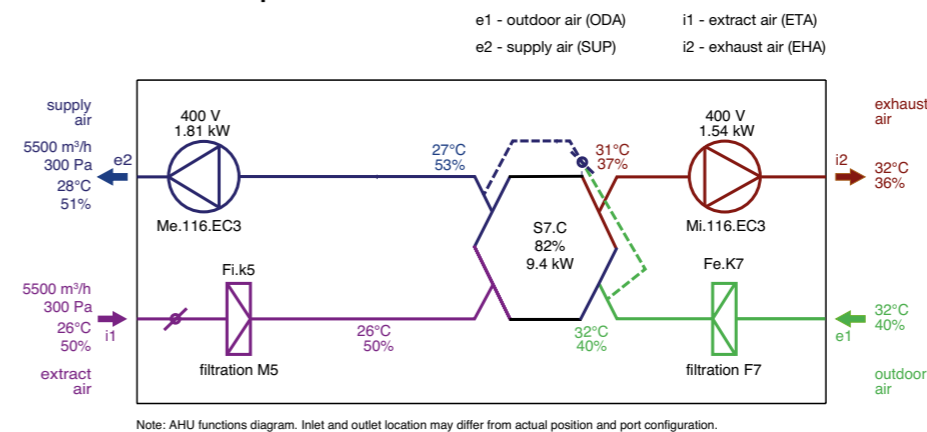 e1 - outdoor air (ODA)
i1 - extract air (ETA)
e2 - supply air (SUP)
i2 - exhaust air (EHA)
supply
air
5500 m³/h
300 Pa
28°C
51%
e2
400 V
1.81 kW
Me.116.EC3
27°C
53%
31°C
37%
400 V
1.54 kW
Mi.116.EC3
exhaust
air
i2
32°C
36%
S7.C
82%
9.4 kW
5500 m³/h
300 Pa
26°C
50%
i1
extract
air
Fi.k5
filtration M5
26°C
50%
32°C
40%
Fe.K7
filtration F7
32°C
40%
e1
outdoor
air
Note: AHU functions diagram. Inlet and outlet location may differ from actual position and port configuration.